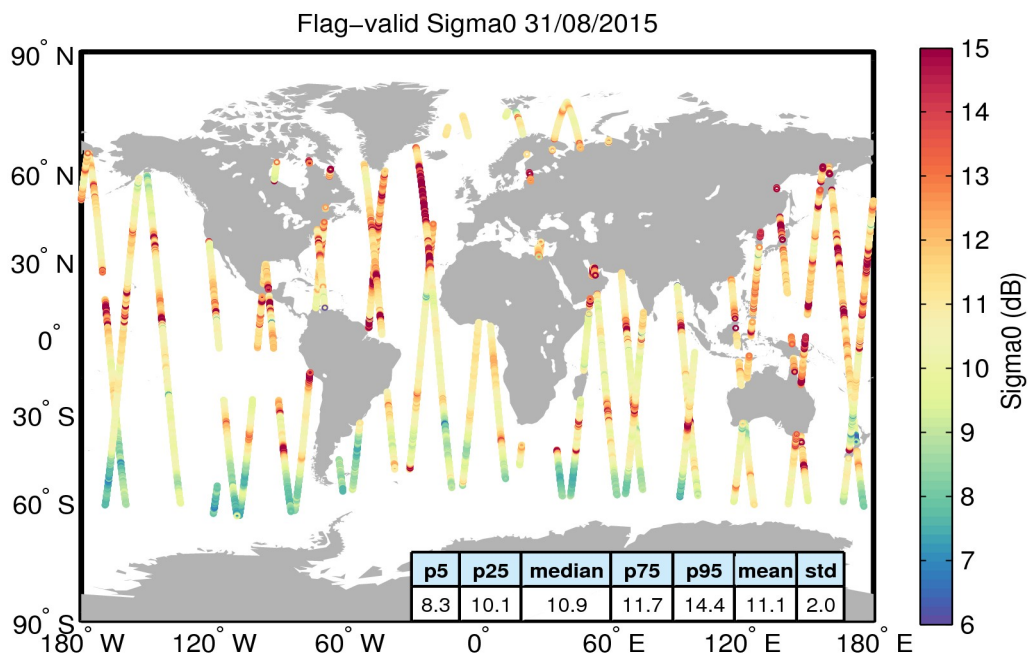 Flag−valid Sigma0 31/08/2015
90° N
60° N
30° N
0°
30° S
60° S
90° S
180° W
120° W
60° W
0°
60° E
120° E
180° E
15
14
13
12
11
10
9
8
7
6
Sigma0 (dB)
p5 p25 median p75 p95 mean std
8.3 10.1 10.9 11.7 14.4 11.1 2.0